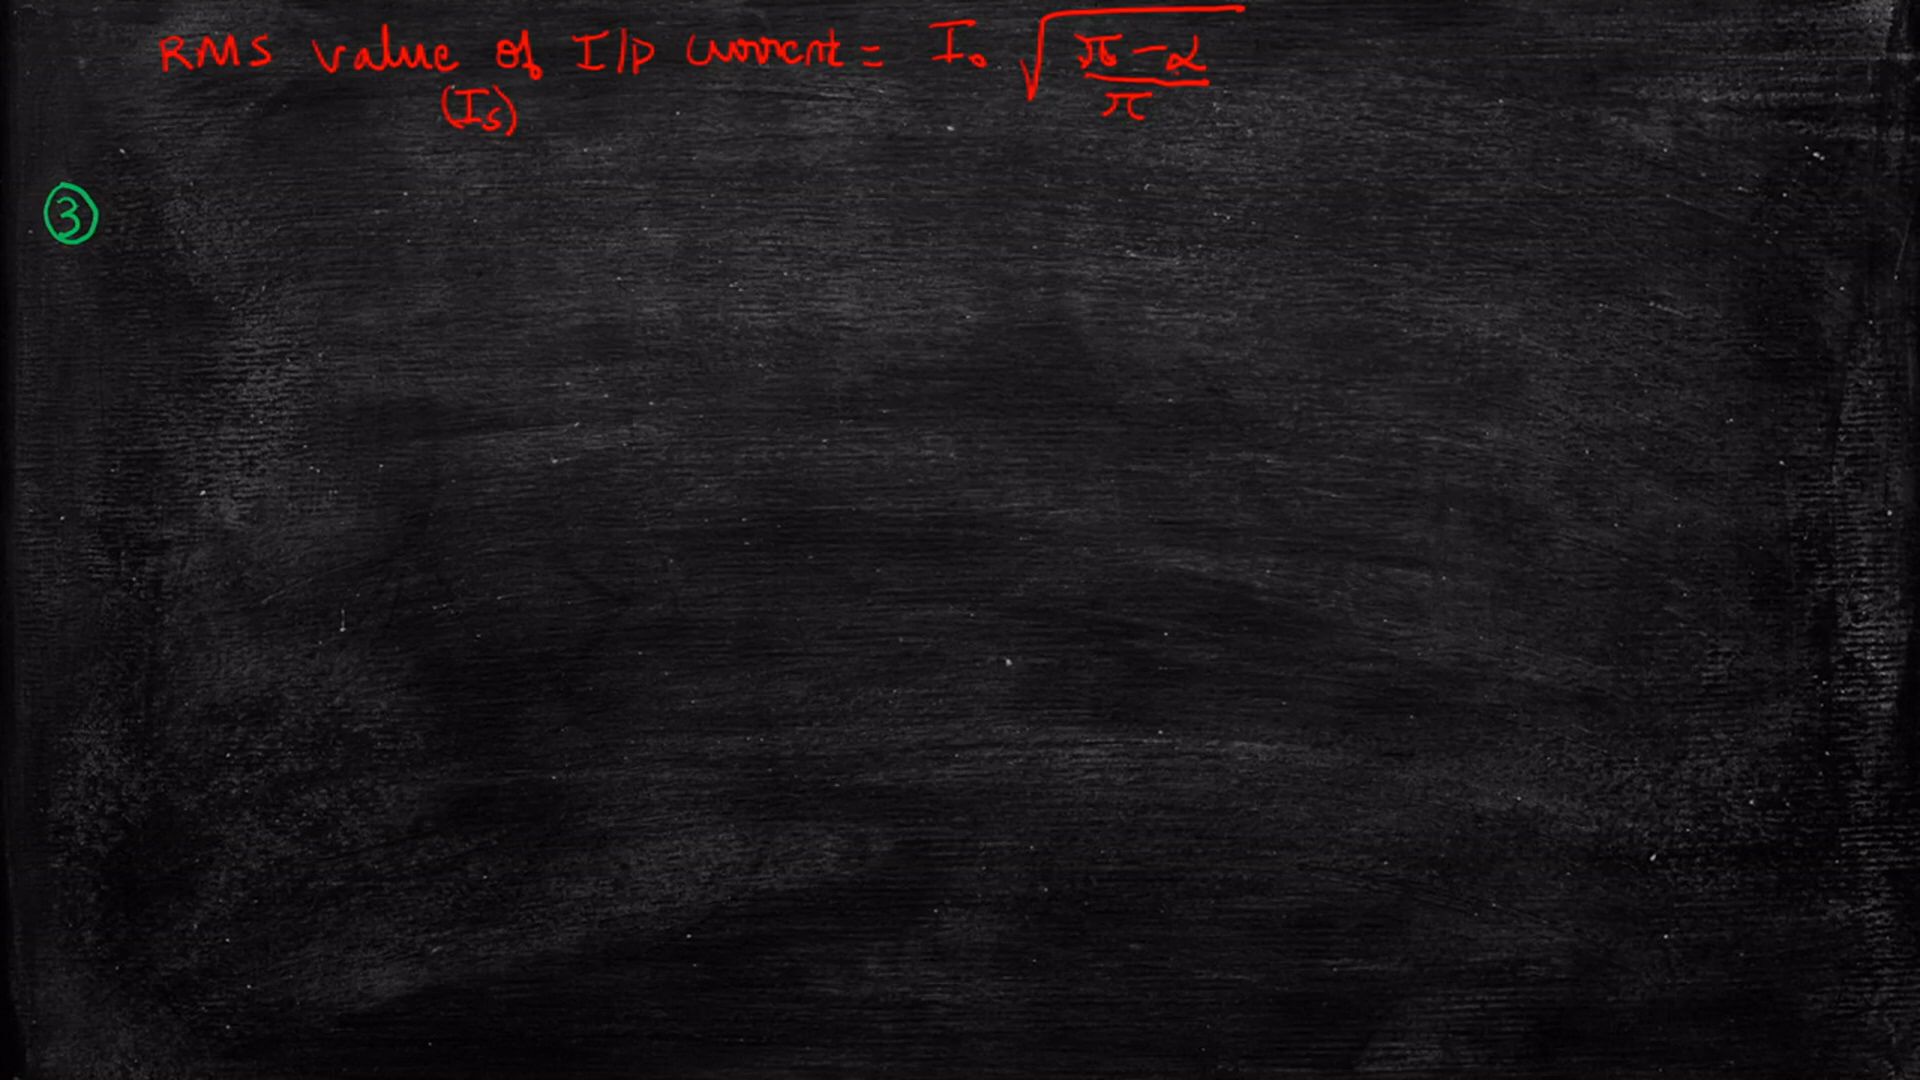 RMS value of I/P current = I₀ √((π-α)/π)
(Is)
③